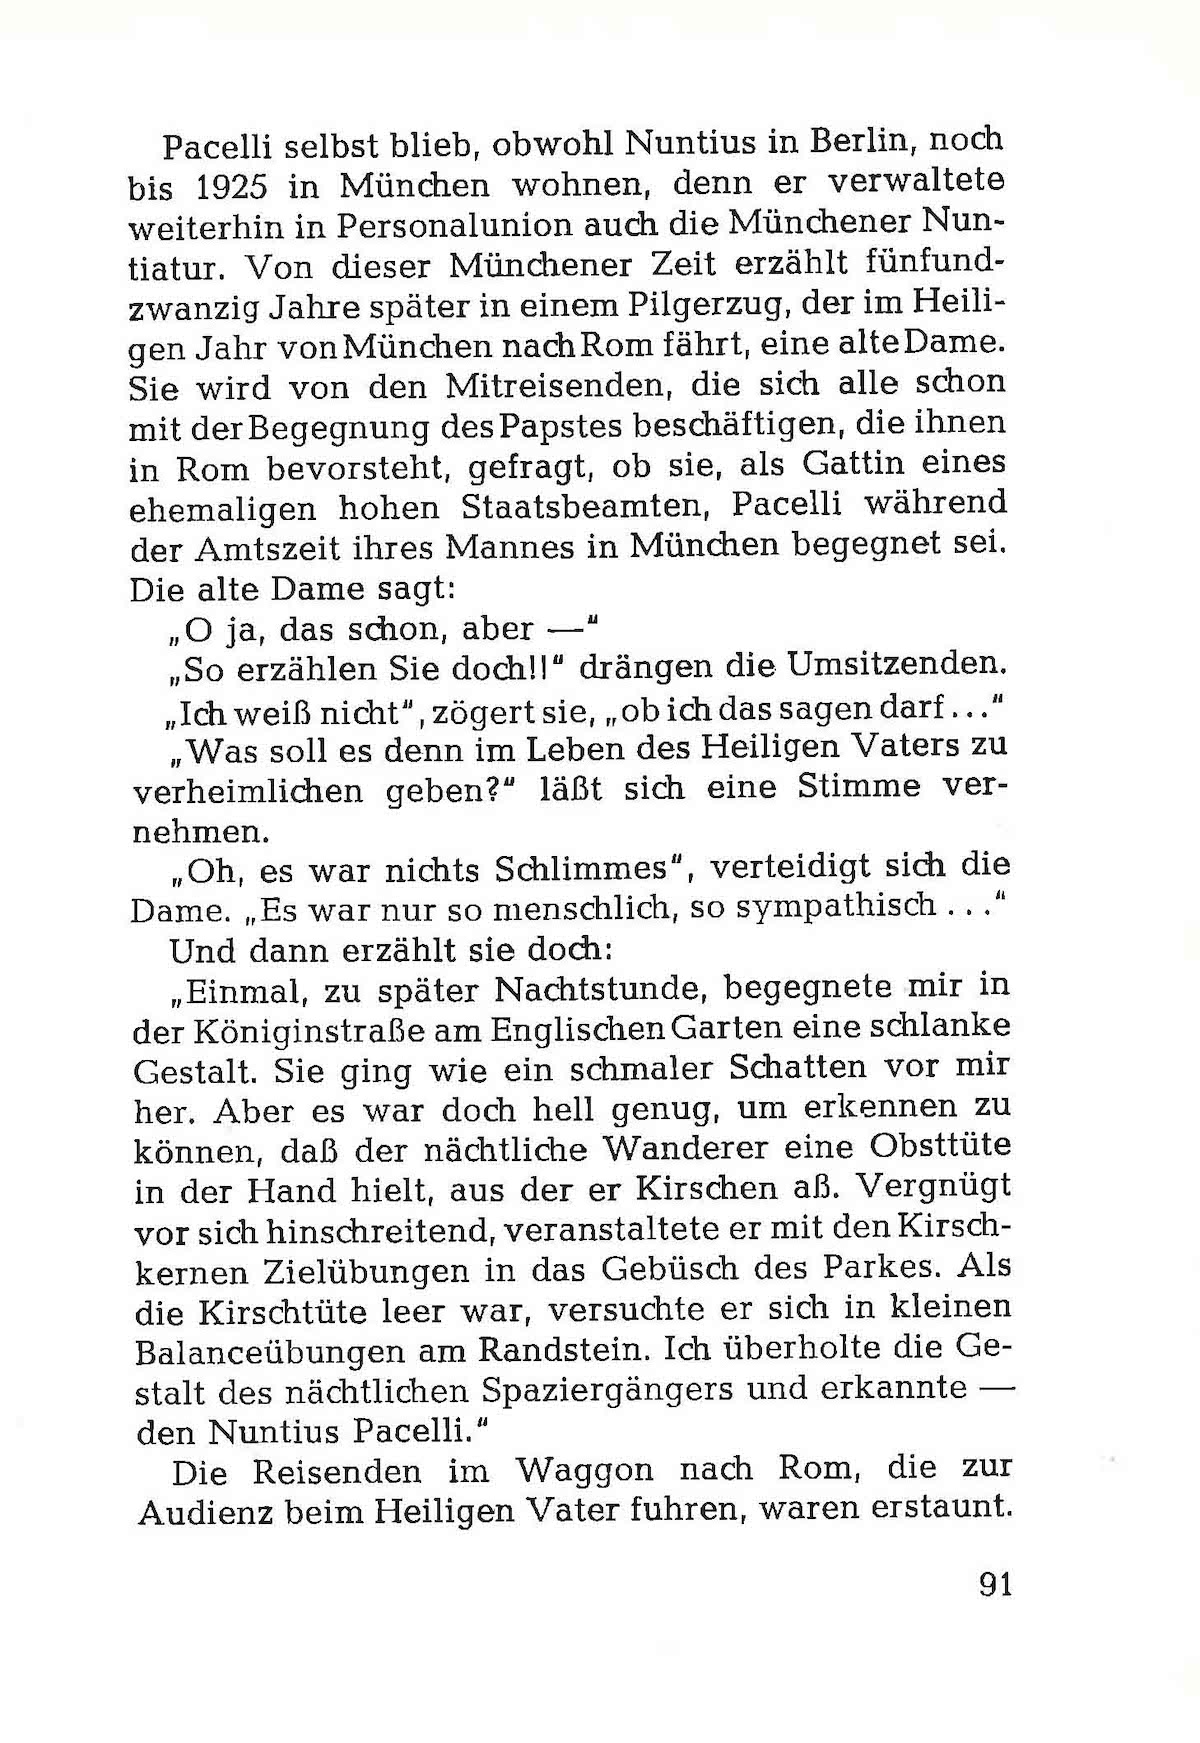 Pacelli selbst blieb, obwohl Nuntius in Berlin, noch
bis 1925 in München wohnen, denn er verwaltete
weiterhin in Personalunion auch die Münchener Nun-
tiatur. Von dieser Münchener Zeit erzählt fünfund-
zwanzig Jahre später in einem Pilgerzug, der im Heili-
gen Jahr von München nach Rom fährt, eine alte Dame.
Sie wird von den Mitreisenden, die sich alle schon
mit der Begegnung des Papstes beschäftigen, die ihnen
in Rom bevorsteht, gefragt, ob sie, als Gattin eines
ehemaligen hohen Staatsbeamten, Pacelli während
der Amtszeit ihres Mannes in München begegnet sei.
Die alte Dame sagt:
„O ja, das schon, aber —“
„So erzählen Sie doch!!“ drängen die Umsitzenden.
„Ich weiß nicht“, zögert sie, „ob ich das sagen darf...“
„Was soll es denn im Leben des Heiligen Vaters zu
verheimlichen geben?“ läßt sich eine Stimme ver-
nehmen.
„Oh, es war nichts Schlimmes“, verteidigt sich die
Dame. „Es war nur so menschlich, so sympathisch ...“
Und dann erzählt sie doch:
„Einmal, zu später Nachtstunde, begegnete mir in
der Königinstraße am Englischen Garten eine schlanke
Gestalt. Sie ging wie ein schmaler Schatten vor mir
her. Aber es war doch hell genug, um erkennen zu
können, daß der nächtliche Wanderer eine Obsttüte
in der Hand hielt, aus der er Kirschen aß. Vergnügt
vor sich hinschreitend, veranstaltete er mit den Kirsch-
kernen Zielübungen in das Gebüsch des Parkes. Als
die Kirschtüte leer war, versuchte er sich in kleinen
Balanceübungen am Randstein. Ich überholte die Ge-
stalt des nächtlichen Spaziergängers und erkannte —
den Nuntius Pacelli.“
Die Reisenden im Waggon nach Rom, die zur
Audienz beim Heiligen Vater fuhren, waren erstaunt.
91